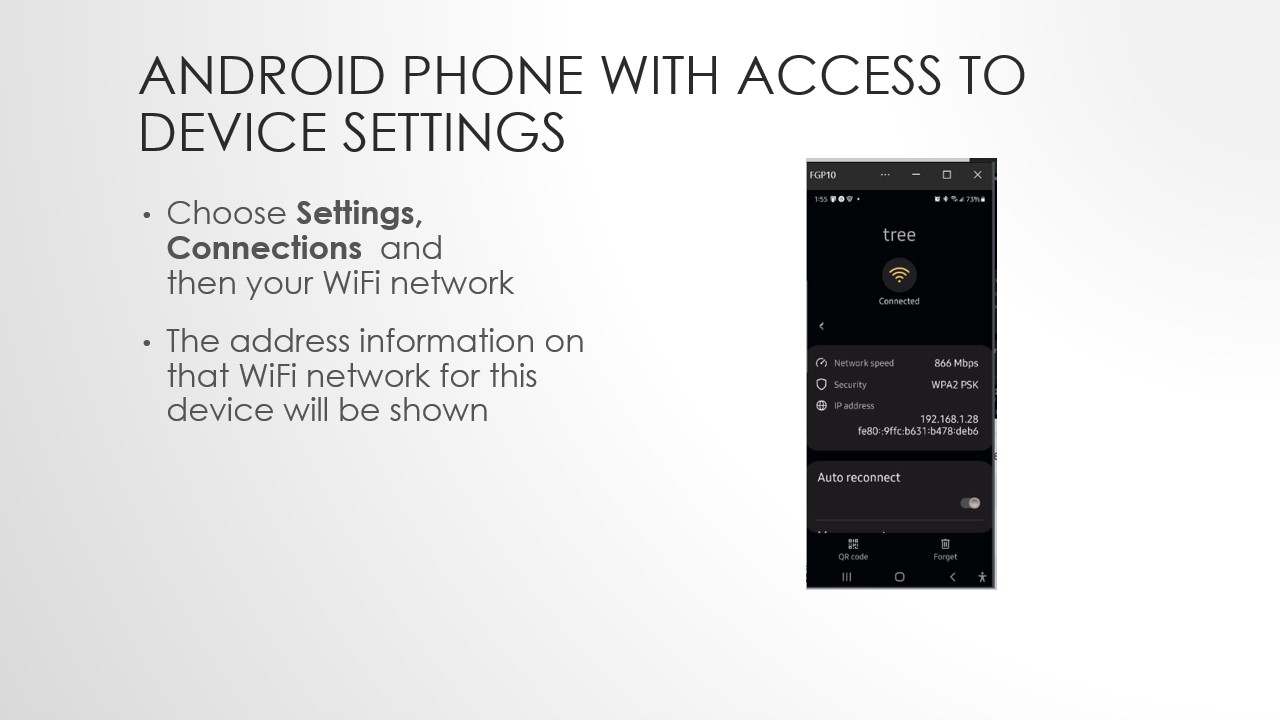 ANDROID PHONE WITH ACCESS TO
DEVICE SETTINGS
• Choose Settings,
Connections and
then your WiFi network
• The address information on
that WiFi network for this
device will be shown
FGP10
1:55
73%
tree
Connected
Network speed 866 Mbps
Security WPA2 PSK
IP address
192.168.1.28
fe80::9ffc:b631:b478:deb6
Auto reconnect
QR code Forget